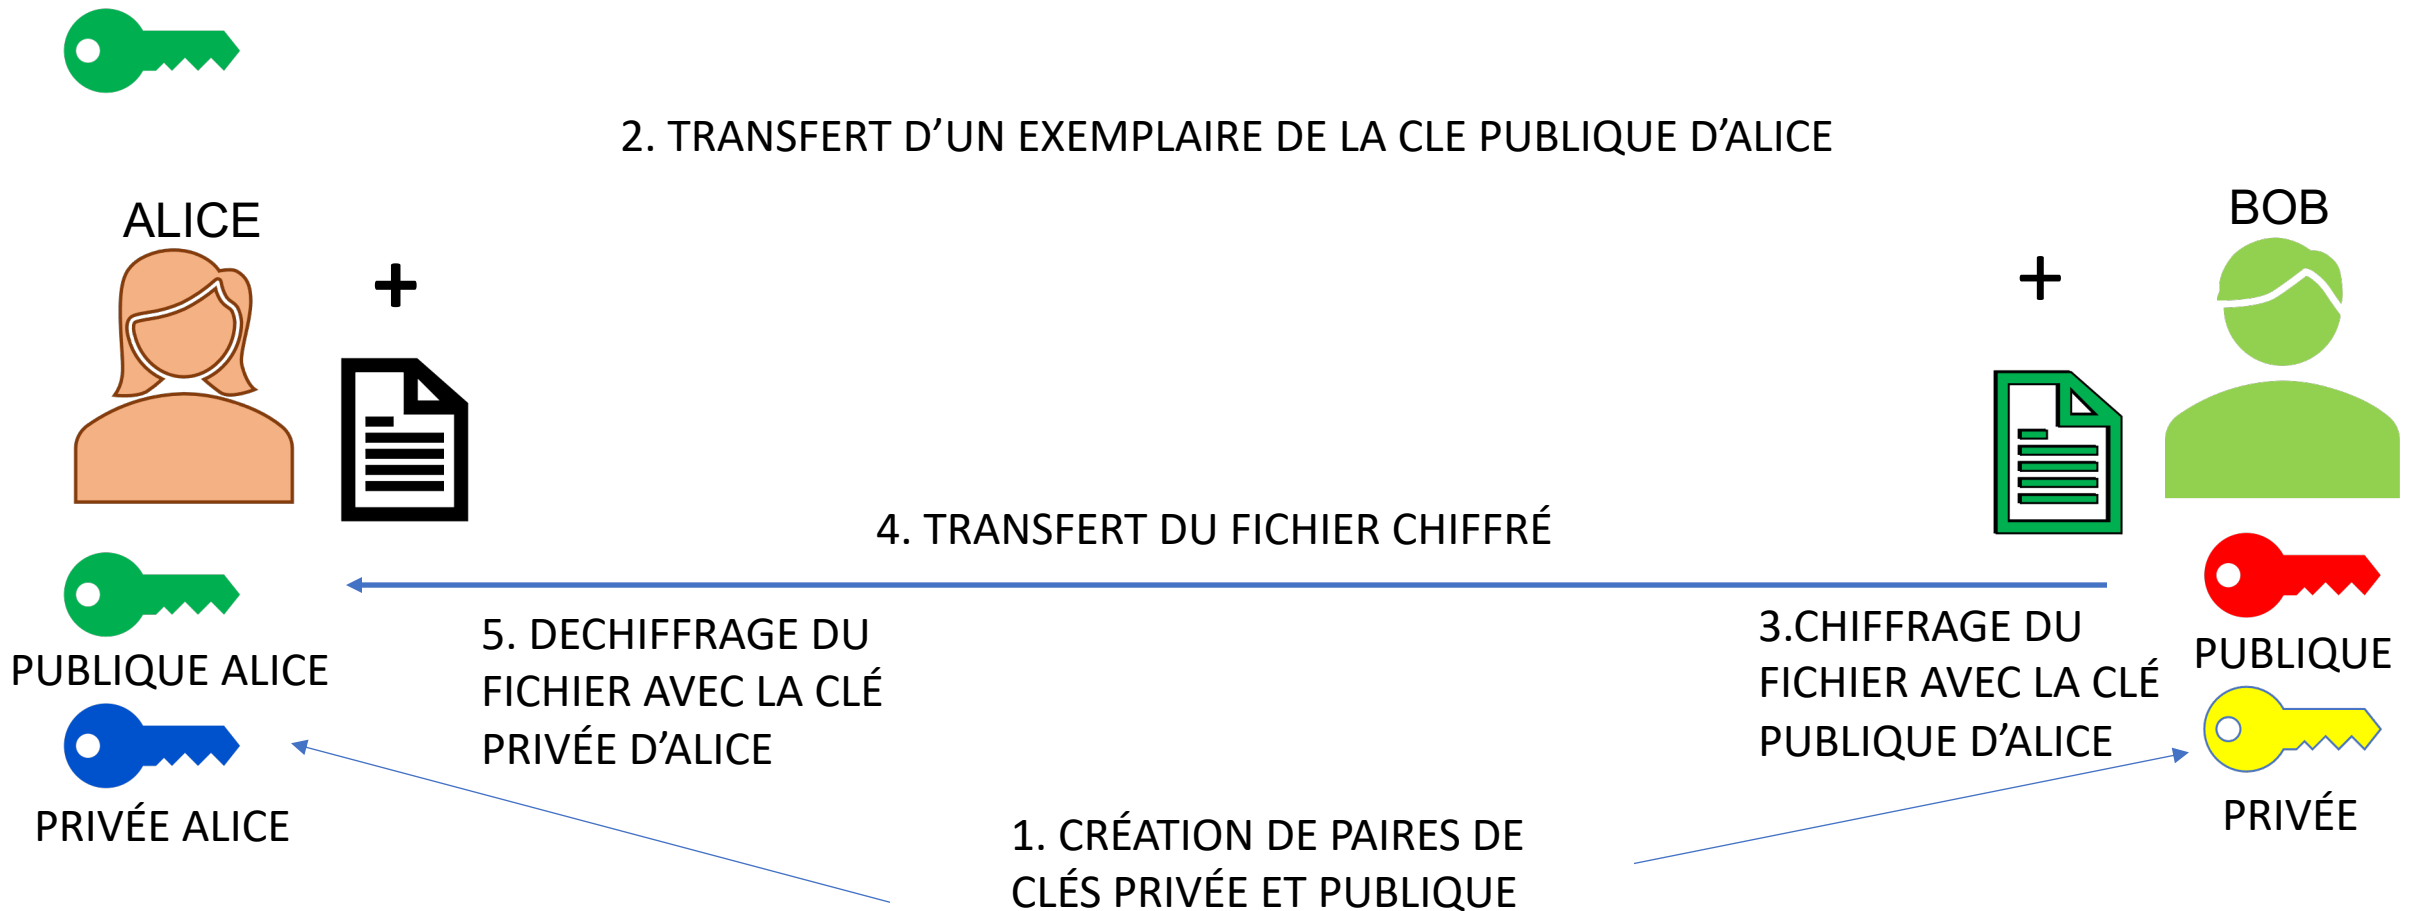 2. TRANSFERT D’UN EXEMPLAIRE DE LA CLE PUBLIQUE D’ALICE
ALICE
BOB
+
+
4. TRANSFERT DU FICHIER CHIFFRÉ
5. DECHIFFRAGE DU
FICHIER AVEC LA CLÉ
PRIVÉE D’ALICE
3.CHIFFRAGE DU
FICHIER AVEC LA CLÉ
PUBLIQUE D’ALICE
PUBLIQUE ALICE
PUBLIQUE
PRIVÉE ALICE
PRIVÉE
1. CRÉATION DE PAIRES DE
CLÉS PRIVÉE ET PUBLIQUE